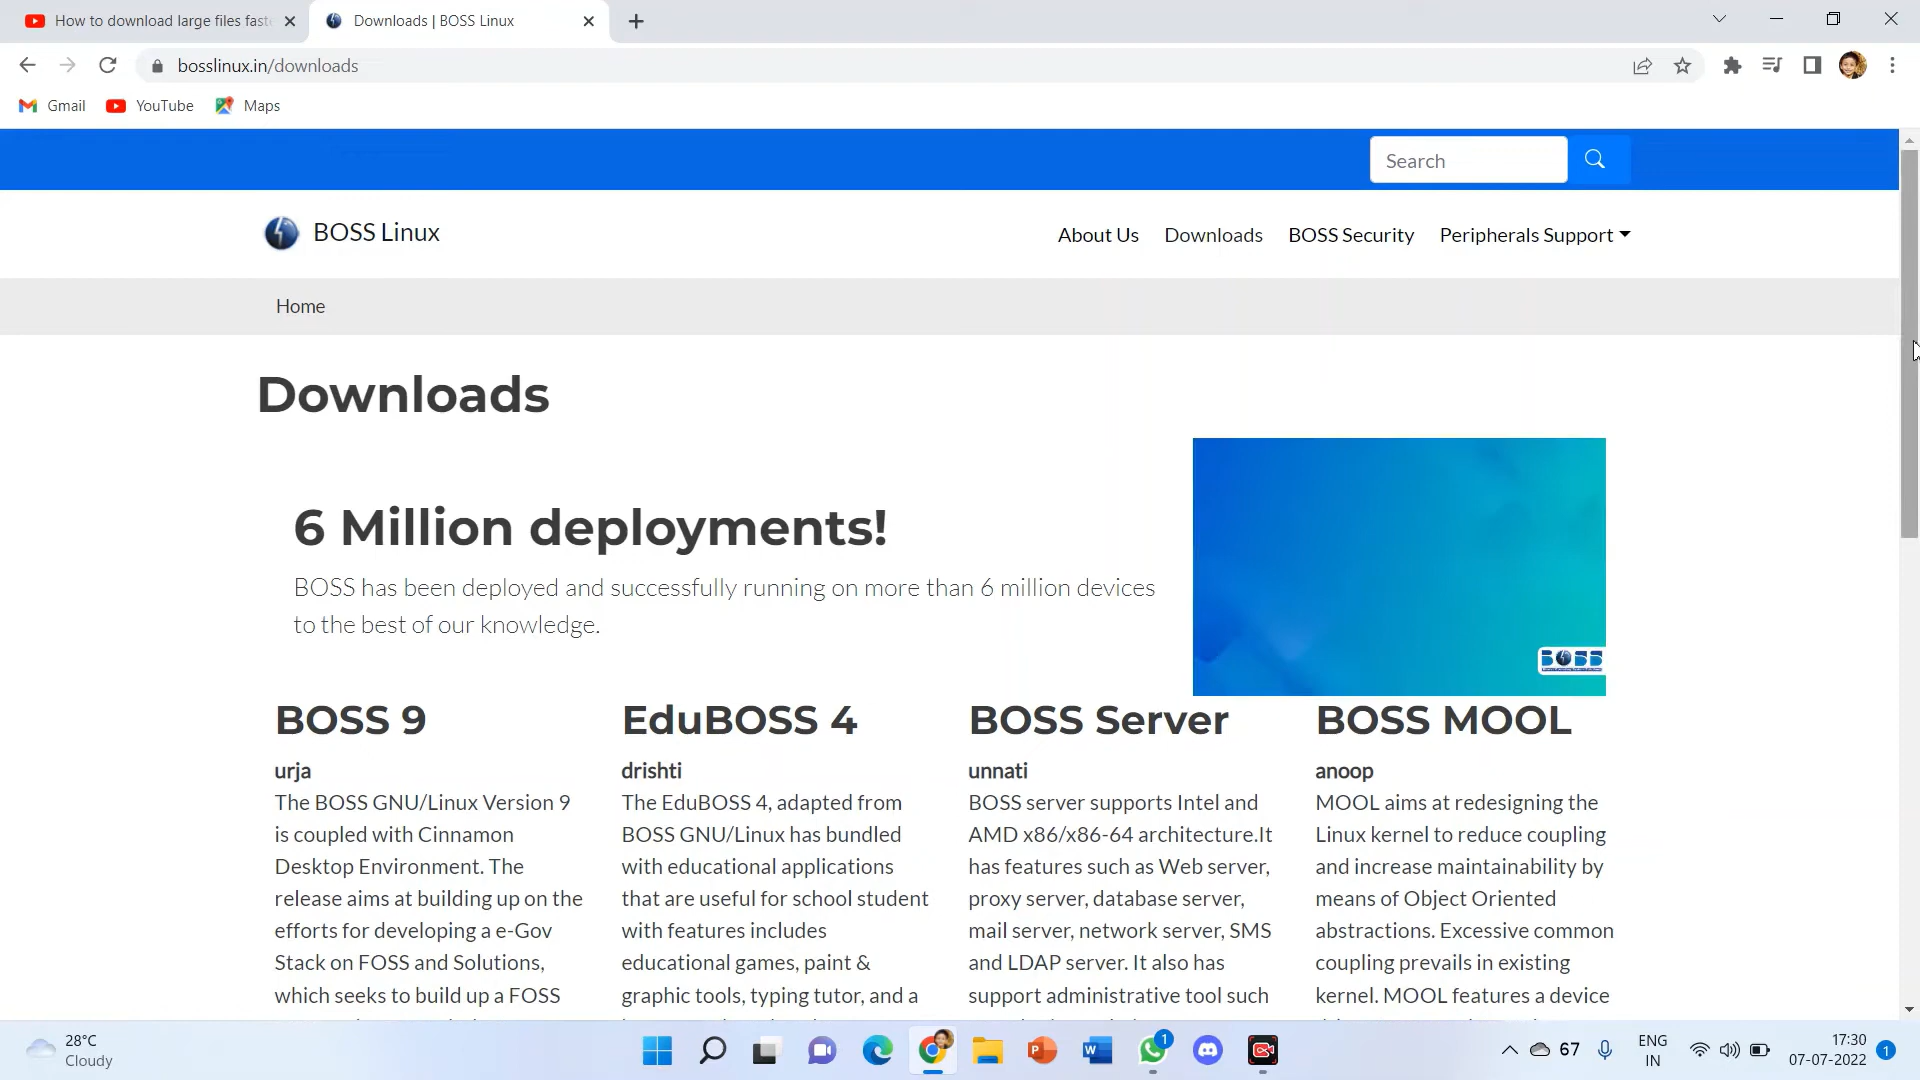 How to download large files faste
Downloads | BOSS Linux
bosslinux.in/downloads
Gmail
YouTube
Maps
Search
BOSS Linux
About Us
Downloads
BOSS Security
Peripherals Support
Home
Downloads
6 Million deployments!
BOSS has been deployed and successfully running on more than 6 million devices
to the best of our knowledge.
BOSS
BOSS 9
urja
The BOSS GNU/Linux Version 9
is coupled with Cinnamon
Desktop Environment. The
release aims at building up on the
efforts for developing a e-Gov
Stack on FOSS and Solutions,
which seeks to build up a FOSS
EduBOSS 4
drishti
The EduBOSS 4, adapted from
BOSS GNU/Linux has bundled
with educational applications
that are useful for school student
with features includes
educational games, paint &
graphic tools, typing tutor, and a
BOSS Server
unnati
BOSS server supports Intel and
AMD x86/x86-64 architecture.It
has features such as Web server,
proxy server, database server,
mail server, network server, SMS
and LDAP server. It also has
support administrative tool such
BOSS MOOL
anoop
MOOL aims at redesigning the
Linux kernel to reduce coupling
and increase maintainability by
means of Object Oriented
abstractions. Excessive common
coupling prevails in existing
kernel. MOOL features a device
28°C
Cloudy
1
67
ENG
IN
17:30
07-07-2022
1